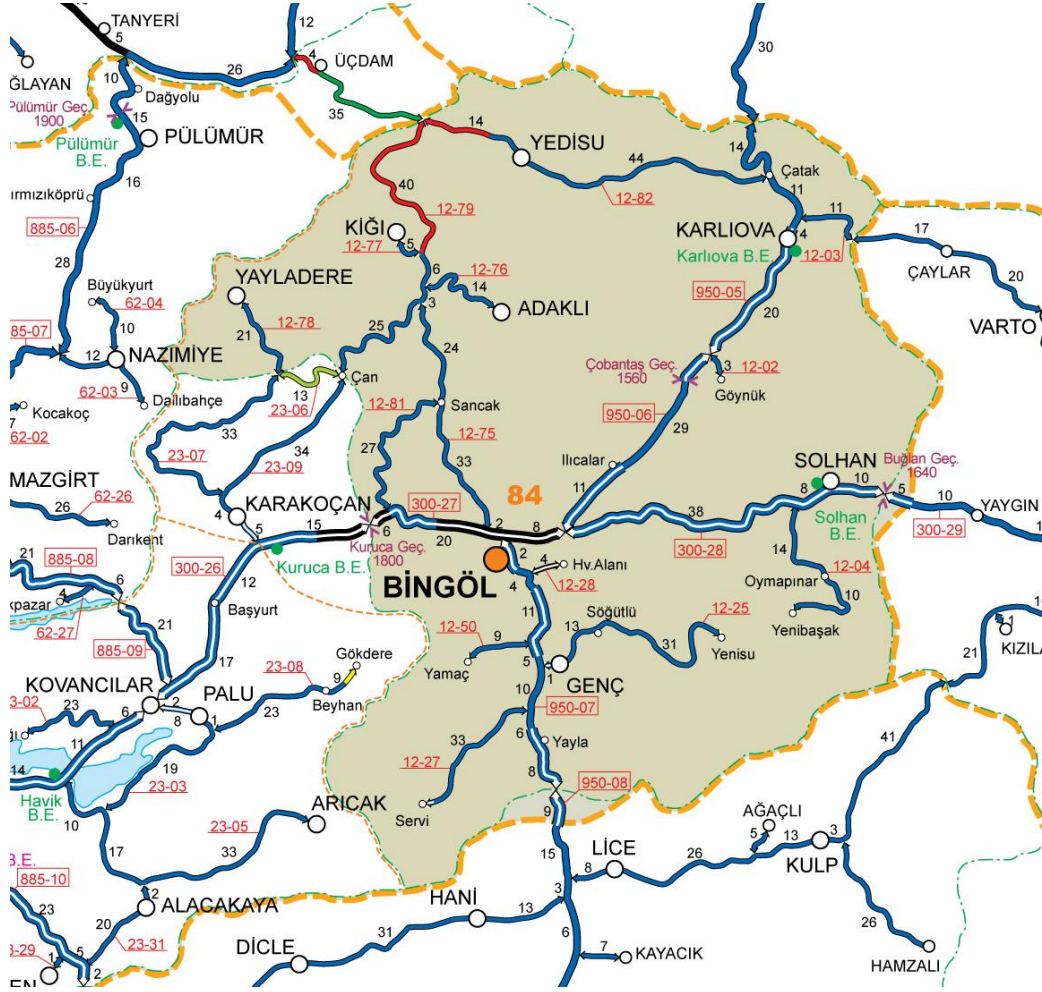 TANYERİ
5
12
30
ĞLAYAN
10
26
4
ÜÇDAM
Dağyolu
Pülümür Geç.
1900
15
35
Pülümür
B.E.
PÜLÜMÜR
14
YEDİSU
14
44
Çatak
ırmızıköprü
16
40
12-82
11
885-06
12-79
KİĞI
12-77
5
KARLIOVA
4
11
17
28
Karlıova B.E.
12-03
ÇAYLAR
YAYLADERE
6
12-76
14
950-05
20
Büyükyurt
62-04
3
ADAKLI
VARTO
85-07
10
21
12-78
25
20
12
NAZIMİYE
24
Çobantaş Geç.
1560
3
12-02
62-03
9
Dallıbahçe
13
23-06
Çan
Göynük
7
Kocakoç
62-02
12-81
Sancak
950-06
33
12-75
29
23-07
34
23-09
27
MAZGİRT
26
62-26
33
Ilıcalar
SOLHAN
Buğlan Geç.
1640
10
KARAKOÇAN
300-27
84
11
8
5
10
YAYGIN
Darıkent
4
5
15
6
20
2
8
38
Solhan
B.E.
300-29
1
21
885-08
300-26
Kuruca Geç.
1800
Kuruca B.E.
2
300-28
14
6
12
BİNGÖL
4
Hv.Alanı
12-28
12-04
Oymapınar
xpazar
4
62-27
Başyurt
4
10
21
11
Söğütlü
12-25
Yenibaşak
885-09
12-50
9
13
31
1
KIZILA
17
23-08
Gökdere
Yamaç
5
1
GENÇ
Yenisu
21
KOVANCILAR
PALU
9
Beyhan
10
950-07
3-02
23
6
2
8
1
23
6
Yayla
11
33
41
14
19
12-27
8
950-08
Havik
B.E.
23-03
Servi
9
10
ARICAK
23-05
AĞAÇLI
15
5
13
3
17
33
LİCE
8
26
KULP
B.E.
885-10
2
HANİ
3
23
ALACAKAYA
13
26
20
31
6
23-31
DİCLE
7
KAYACIK
3-29
1
5
HAMZALI
EN
2